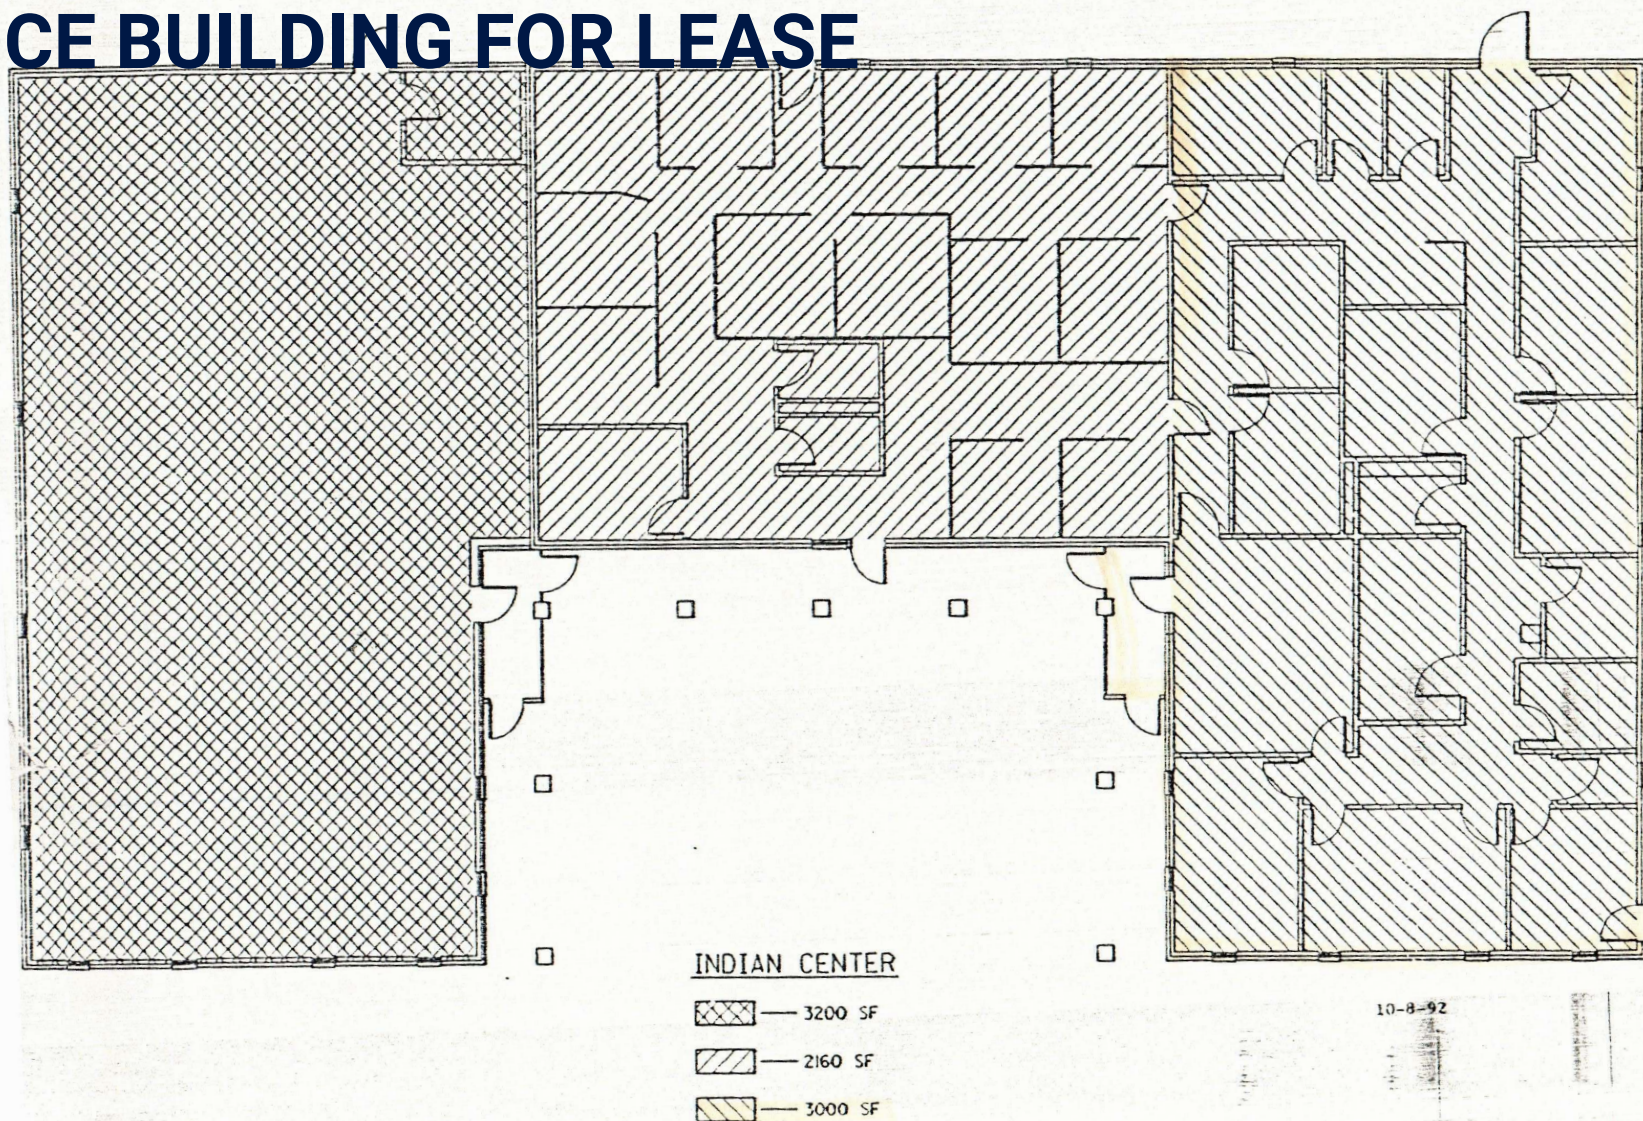 CE BUILDING FOR LEASE
INDIAN CENTER
3200 SF
10-8-92
2160 SF
3000 SF